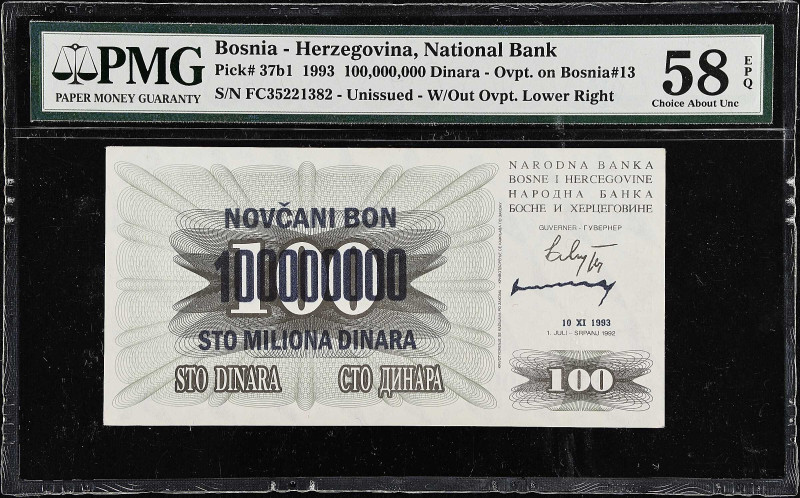 PMG
PAPER MONEY GUARANTY
Bosnia - Herzegovina, National Bank
Pick# 37b1 1993 100,000,000 Dinara - Ovpt. on Bosnia#13
S/N FC35221382 - Unissued - W/Out Ovpt. Lower Right
58
EPQ
Choice About Unc
NOVČANI BON
100
100000000
STO MILIONA DINARA
STO DINARA
СТО ДИНАРА
NARODNA BANKA
BOSNE I HERCEGOVINE
НАРОДНА БАНКА
БОСНЕ И ХЕРЦЕГОВИНЕ
GUVERNER - ГУВЕРНЕР
10 XI 1993
1. JULI - SRPANJ 1992
100